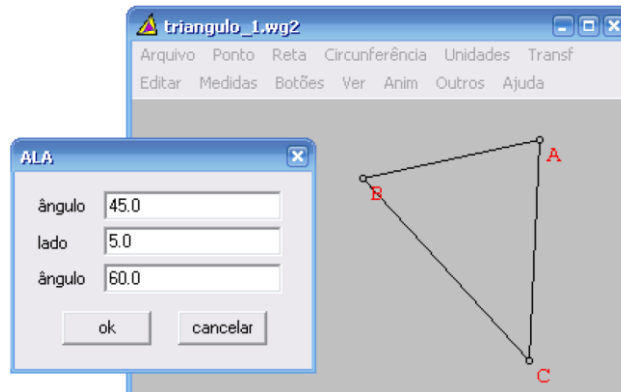 triangulo_1.wg2
Arquivo Ponto Reta Circunferência Unidades Transf
Editar Medidas Botões Ver Anim Outros Ajuda
ALA
ângulo 45.0
lado 5.0
ângulo 60.0
ok cancelar
A
B
C